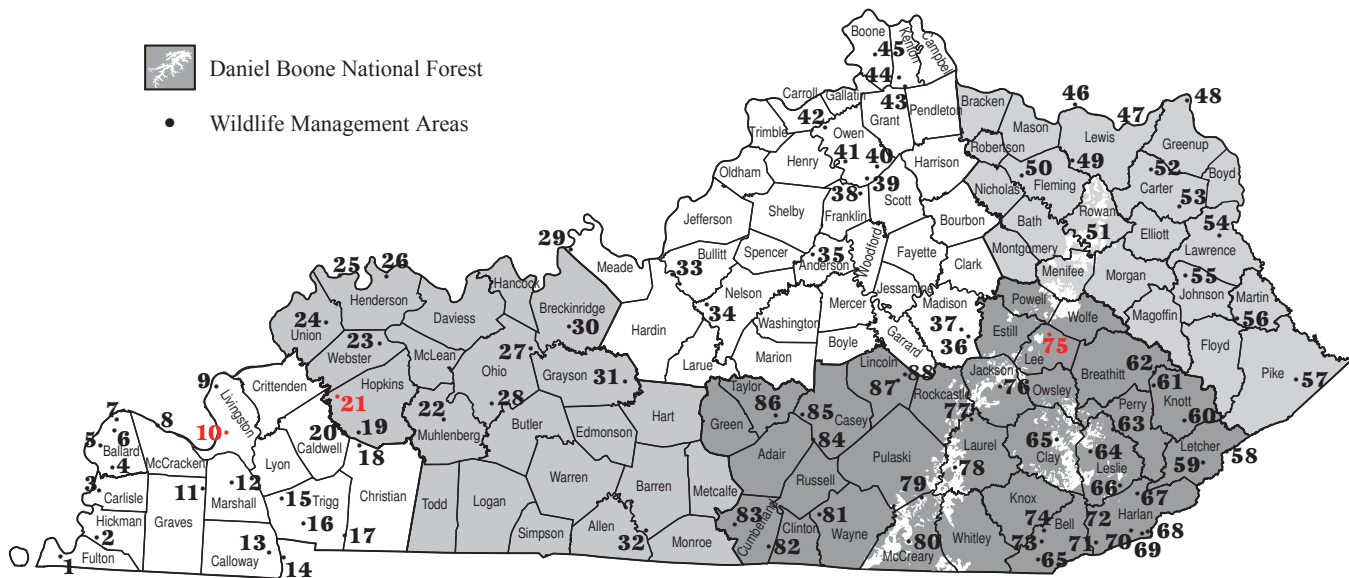 Daniel Boone National Forest
Wildlife Management Areas
Boone
Kenton
Campbell
45
44
Carroll
Gallatin
43
Grant
Pendleton
Bracken
46
47
48
42
Trimble
Owen
Mason
Lewis
Greenup
Robertson
Henry
41
40
39
Harrison
50
49
52
Boyd
Oldham
Nicholas
Fleming
Carter
53
38
Scott
Shelby
Franklin
Rowan
Jefferson
Bourbon
Bath
51
Elliott
54
29
Meade
Bullitt
33
Spencer
35
Anderson
Woodford
Fayette
Clark
Montgomery
Lawrence
25
26
Menifee
Morgan
55
Hancock
Nelson
Jessamine
Johnson
Martin
Henderson
Breckinridge
34
Mercer
Madison
Powell
24
Union
Daviess
30
Hardin
Washington
37
Estill
Wolfe
Magoffin
56
23
Webster
McLean
27
Boyle
Garrard
36
75
Lee
Floyd
Ohio
Grayson
31
Larue
Marion
Lincoln
88
62
Breathitt
9
Crittenden
Hopkins
87
Rockcastle
Jackson
76
Owsley
61
Pike
57
7
8
Livingston
21
28
Taylor
86
85
Casey
Perry
Knott
10
22
Hart
Green
77
63
60
5
6
Ballard
20
19
Muhlenberg
Butler
Edmonson
84
65
Clay
64
Letcher
58
4
McCracken
Caldwell
18
Adair
Pulaski
Laurel
Leslie
59
Lyon
78
66
3
Carlisle
11
12
Marshall
15
Trigg
Christian
Warren
Barren
Metcalfe
Russell
79
67
16
Todd
Logan
Knox
Harlan
Hickman
Graves
83
81
74
Bell
72
68
2
13
17
Simpson
Allen
32
Monroe
Cumberland
Clinton
Wayne
80
Whitley
73
71
70
69
1
Fulton
Calloway
14
82
McCreary
65